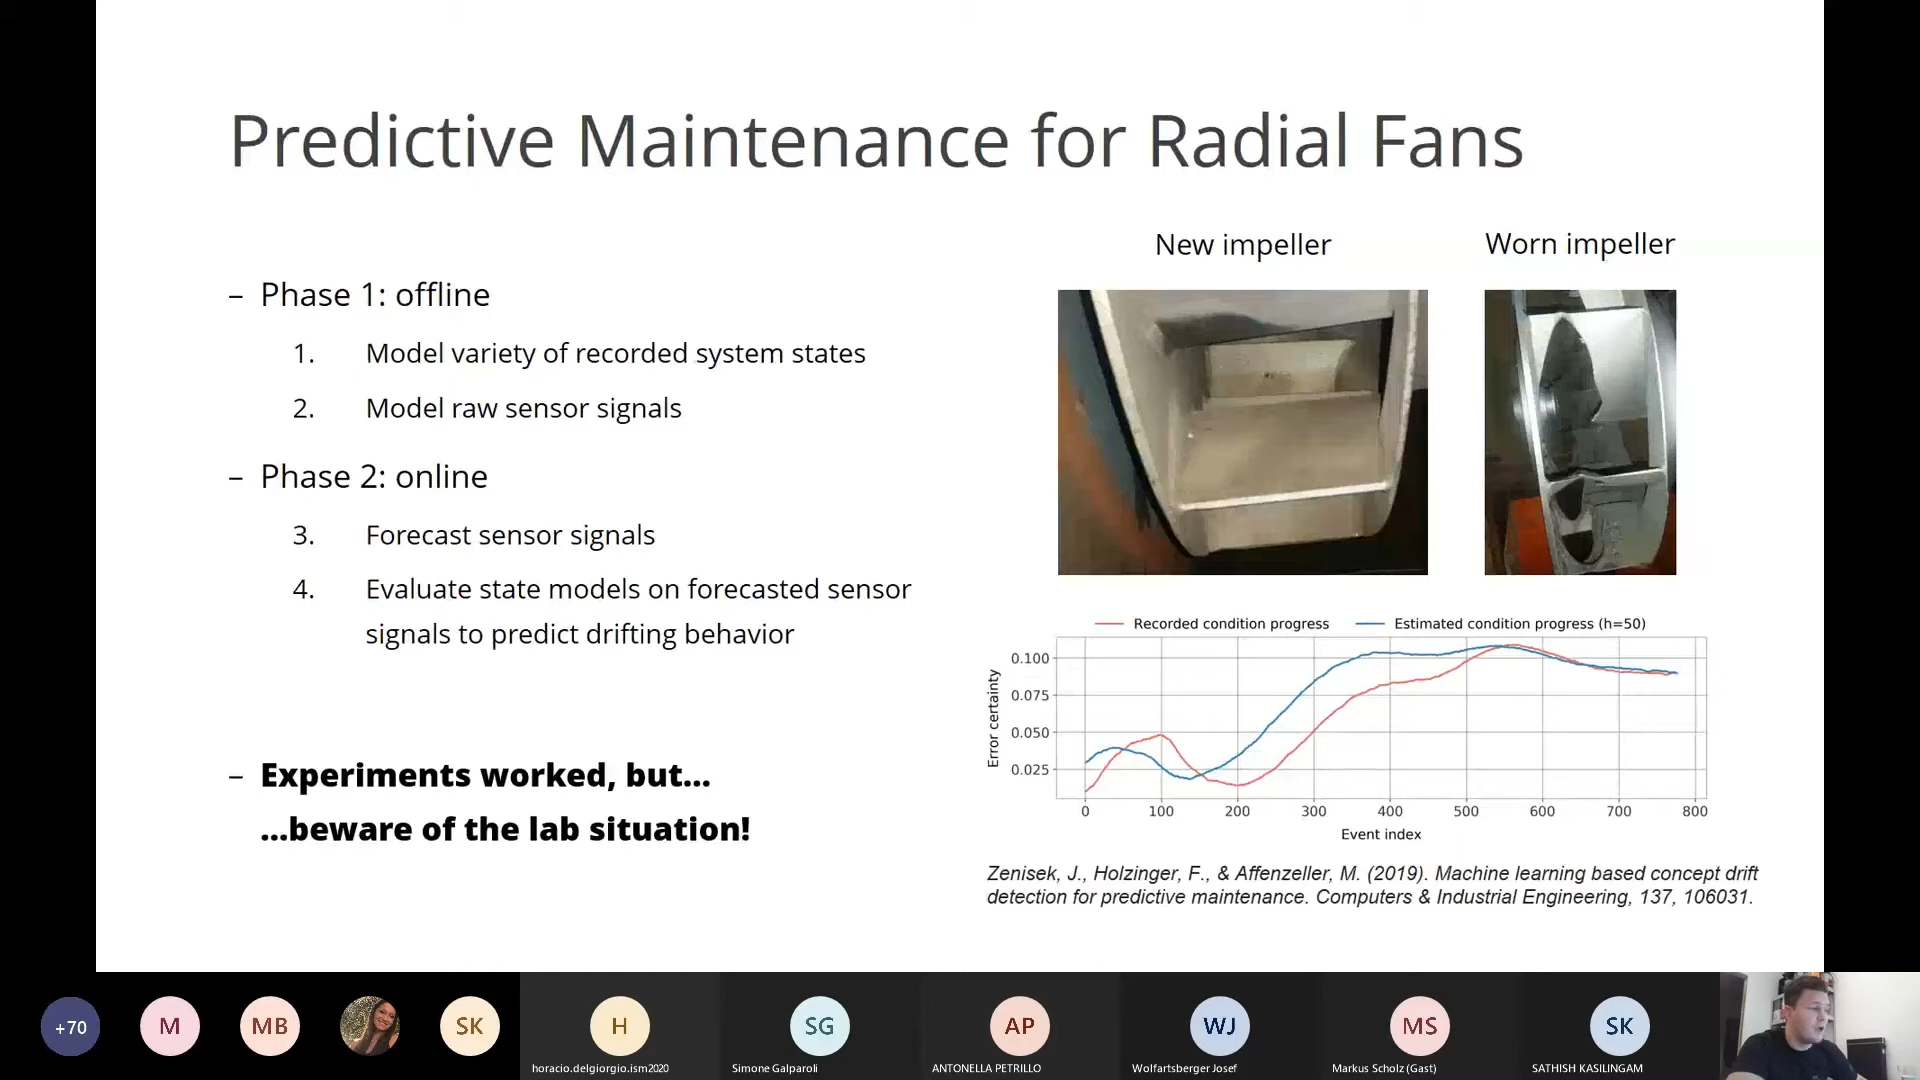 Predictive Maintenance for Radial Fans
– Phase 1: offline
1. Model variety of recorded system states
2. Model raw sensor signals
– Phase 2: online
3. Forecast sensor signals
4. Evaluate state models on forecasted sensor
signals to predict drifting behavior
– Experiments worked, but...
...beware of the lab situation!
New impeller
Worn impeller
Recorded condition progress
Estimated condition progress (h=50)
Error certainty
0.100
0.075
0.050
0.025
0 100 200 300 400 500 600 700 800
Event index
Zenisek, J., Holzinger, F., & Affenzeller, M. (2019). Machine learning based concept drift
detection for predictive maintenance. Computers & Industrial Engineering, 137, 106031.
+70 M MB SK H SG AP WJ MS SK
horacio.delgiorgio.ism2020 Simone Galparoli ANTONELLA PETRILLO Wolfartsberger Josef Markus Scholz (Gast) SATHISH KASILINGAM